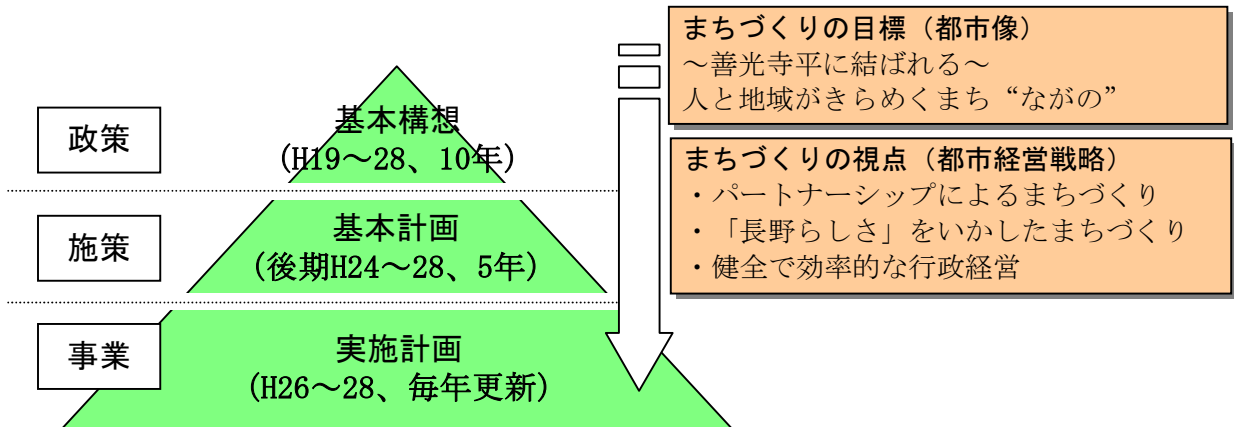 まちづくりの目標（都市像）
～善光寺平に結ばれる～
人と地域がきらめくまち“ながの”
政策
基本構想
(H19～28、10年)
まちづくりの視点（都市経営戦略）
・パートナーシップによるまちづくり
・「長野らしさ」をいかしたまちづくり
・健全で効率的な行政経営
施策
基本計画
(後期H24～28、5年)
事業
実施計画
(H26～28、毎年更新)